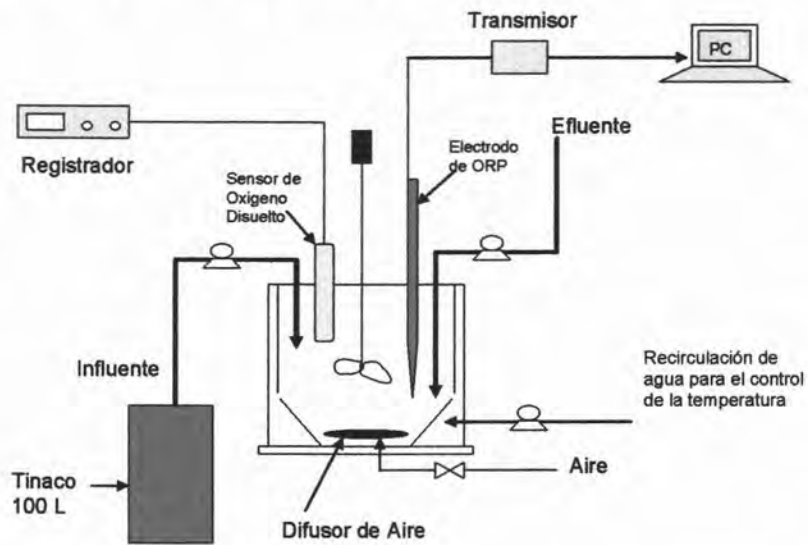 Transmisor
PC
Efluente
Registrador
Electrodo
de ORP
Sensor de
Oxigeno
Disuelto
Influente
Recirculación de
agua para el control
de la temperatura
Tinaco
100 L
Aire
Difusor de Aire